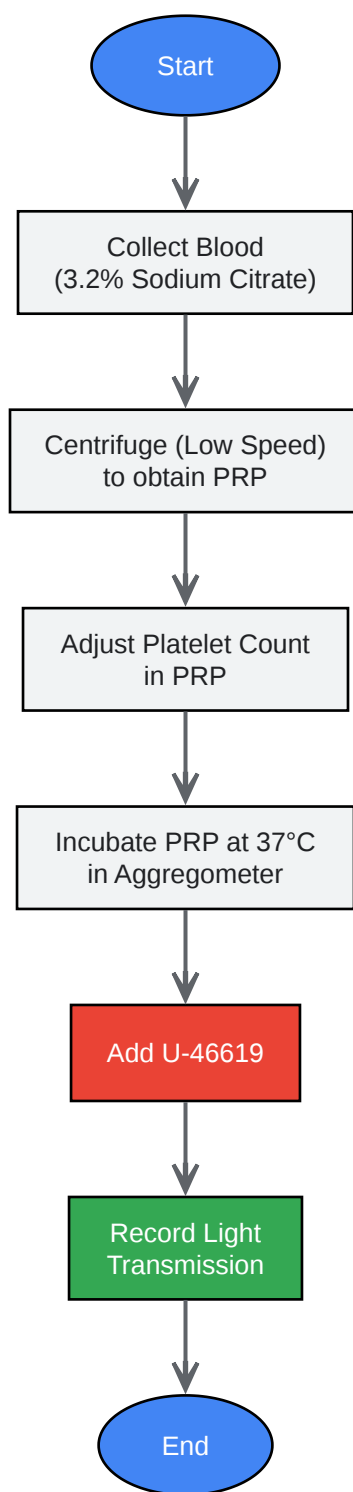 Start
Collect Blood
(3.2% Sodium Citrate)
Centrifuge (Low Speed)
to obtain PRP
Adjust Platelet Count
in PRP
Incubate PRP at 37°C
in Aggregometer
Add U-46619
Record Light
Transmission
End